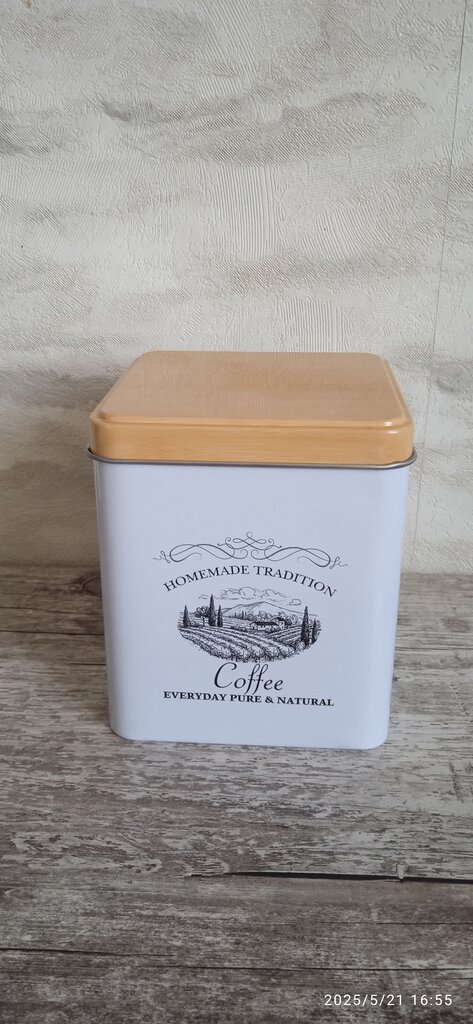 HOMEMADE TRADITION
Coffee
EVERYDAY PURE & NATURAL
2025/5/21 16:55